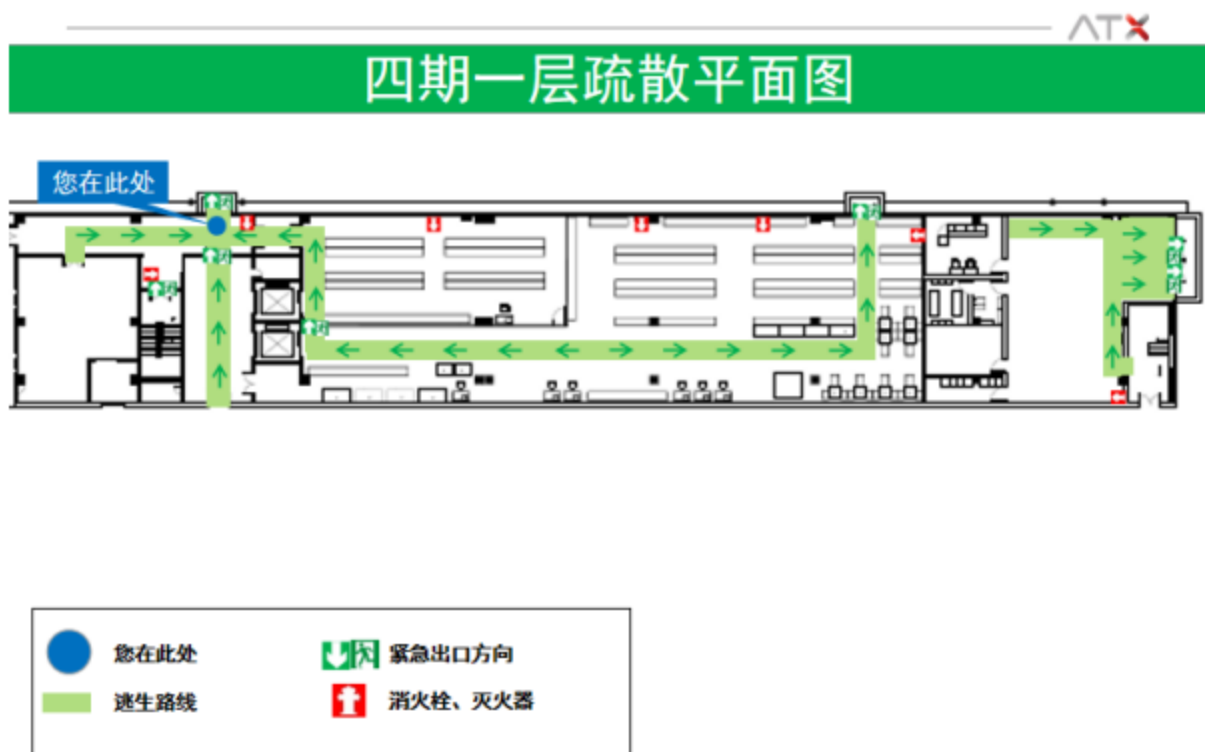 ATX
四期一层疏散平面图
您在此处
您在此处
紧急出口方向
逃生路线
消火栓、灭火器